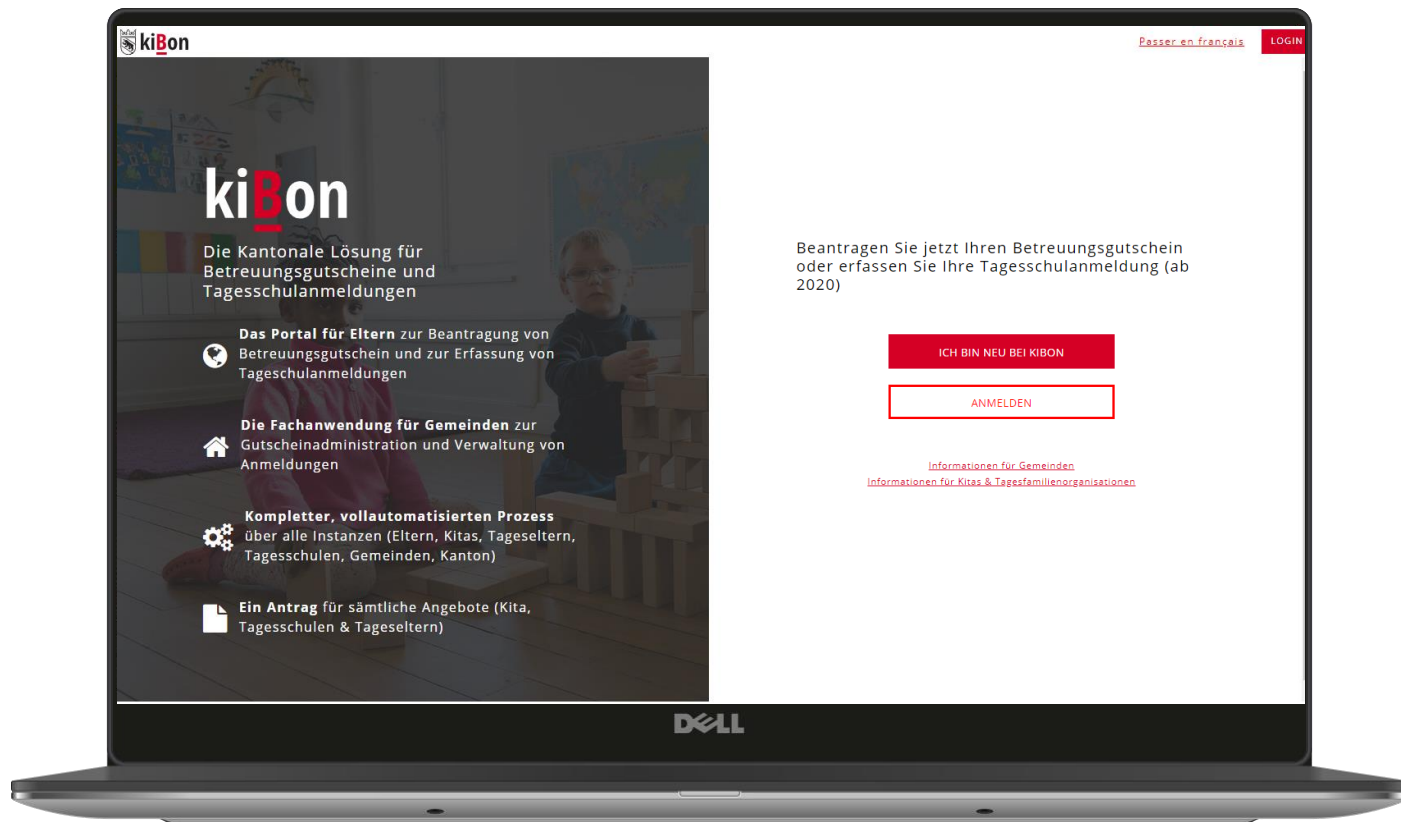 kiBon
Passer en français
LOGIN
kiBon
Die Kantonale Lösung für
Betreuungsgutscheine und
Tagesschulanmeldungen
Das Portal für Eltern zur Beantragung von
Betreuungsgutschein und zur Erfassung von
Tageschulanmeldungen
Die Fachanwendung für Gemeinden zur
Gutscheinadministration und Verwaltung von
Anmeldungen
Kompletter, vollautomatisierten Prozess
über alle Instanzen (Eltern, Kitas, Tageseltern,
Tagesschulen, Gemeinden, Kanton)
Ein Antrag für sämtliche Angebote (Kita,
Tagesschulen & Tageseltern)
Beantragen Sie jetzt Ihren Betreuungsgutschein
oder erfassen Sie Ihre Tagesschulanmeldung (ab
2020)
ICH BIN NEU BEI KIBON
ANMELDEN
Informationen für Gemeinden
Informationen für Kitas & Tagesfamilienorganisationen
DELL